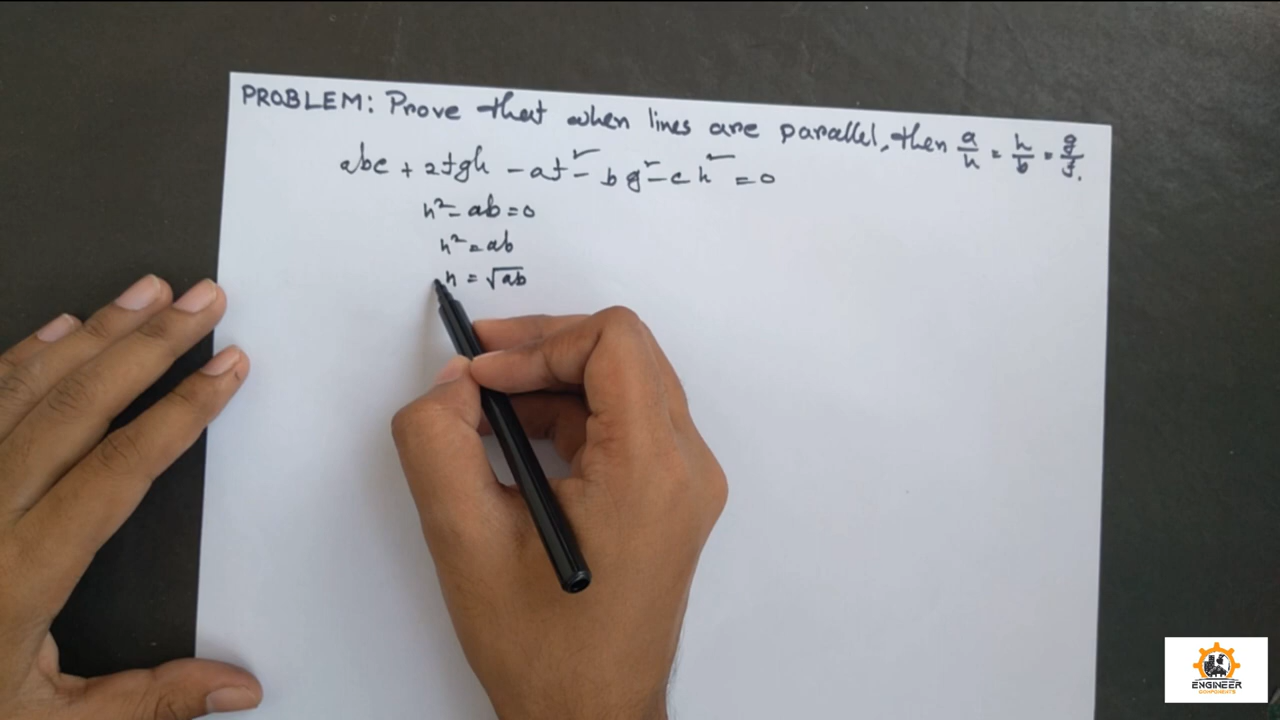 PROBLEM: Prove that when lines are parallel, then a/h = h/b = g/f.
abc + 2fgh - af² - bg² - ch² = 0
h² - ab = 0
h² = ab
h = √ab
ENGINEER
COMPONENTS